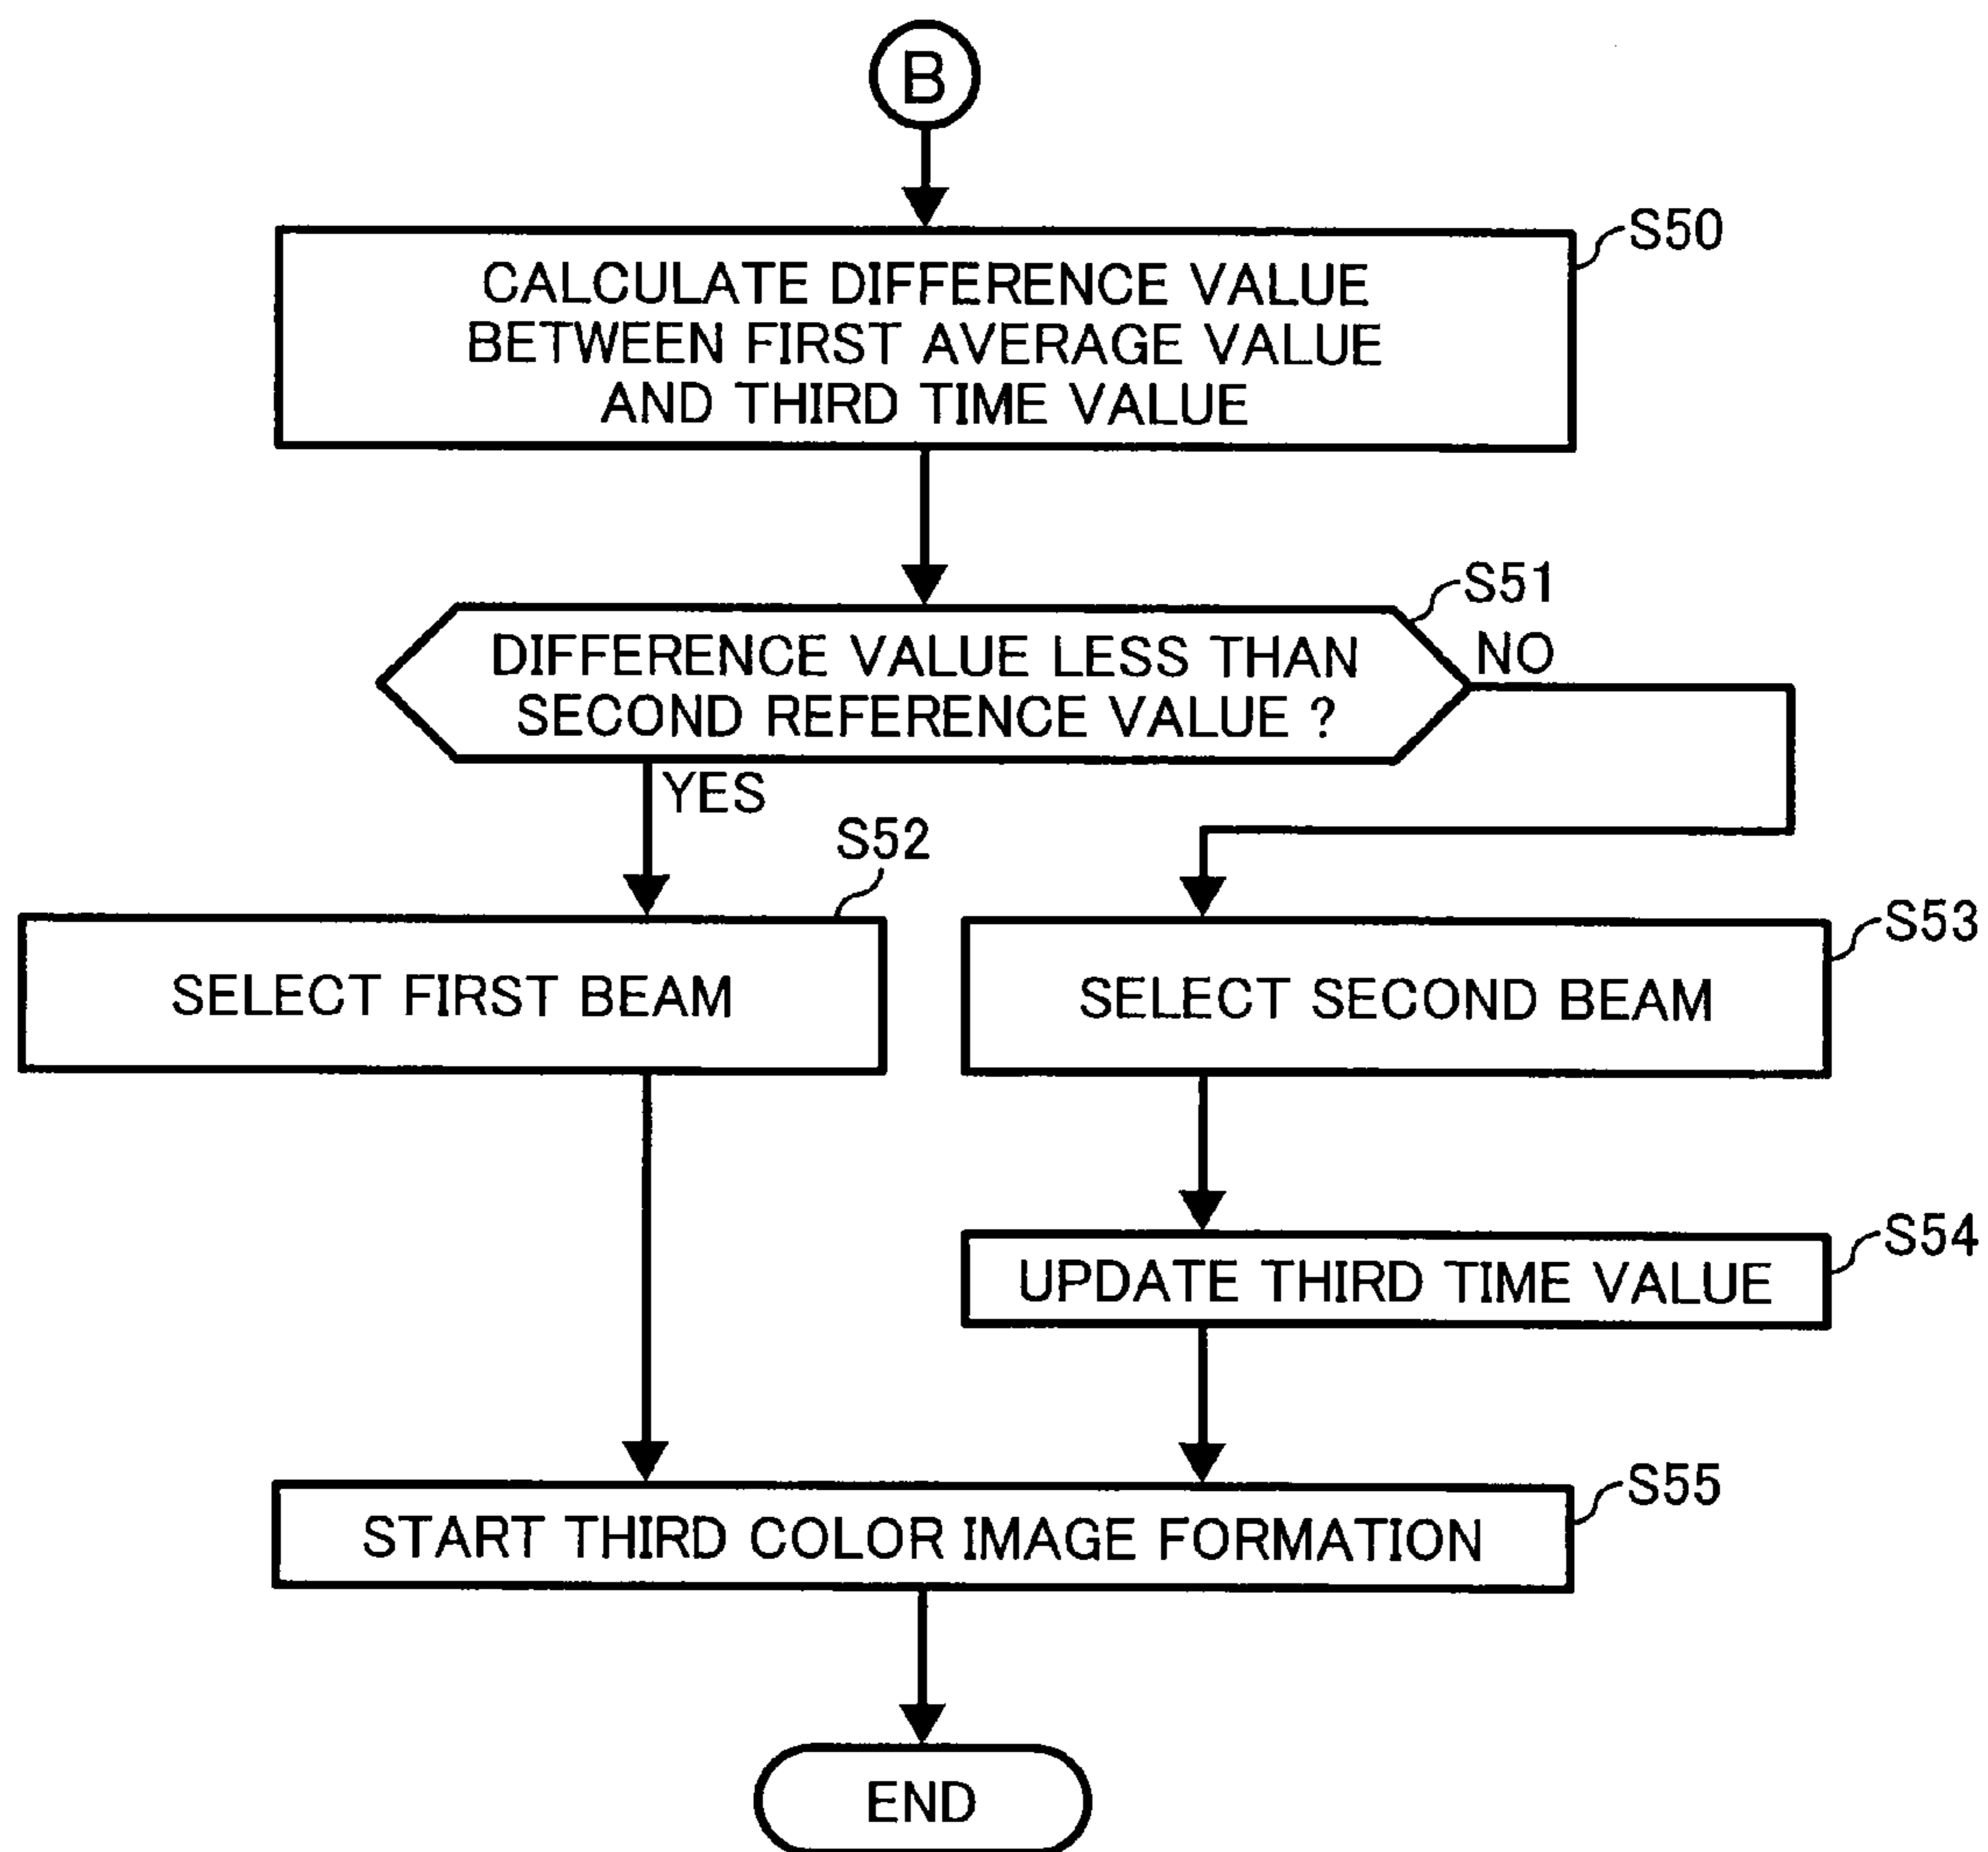 B
S50
CALCULATE DIFFERENCE VALUE
BETWEEN FIRST AVERAGE VALUE
AND THIRD TIME VALUE
S51
DIFFERENCE VALUE LESS THAN
SECOND REFERENCE VALUE ?
NO
YES
S52
SELECT FIRST BEAM
S53
SELECT SECOND BEAM
S54
UPDATE THIRD TIME VALUE
S55
START THIRD COLOR IMAGE FORMATION
END